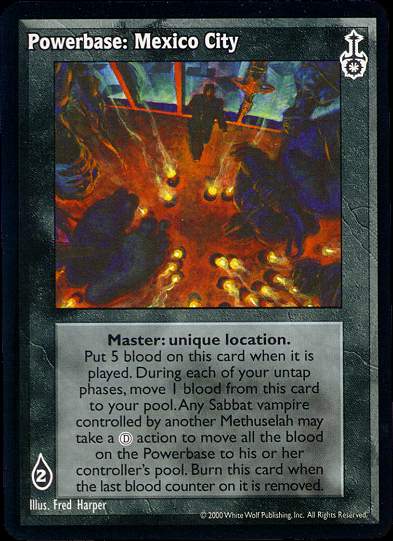 Powerbase: Mexico City
Master: unique location.
Put 5 blood on this card when it is
played. During each of your untap
phases, move 1 blood from this card
to your pool. Any Sabbat vampire
controlled by another Methuselah may
take a Ⓓ action to move all the blood
on the Powerbase to his or her
controller's pool. Burn this card when
the last blood counter on it is removed.
2
Illus. Fred Harper
© 2000 White Wolf Publishing, Inc. All Rights Reserved.